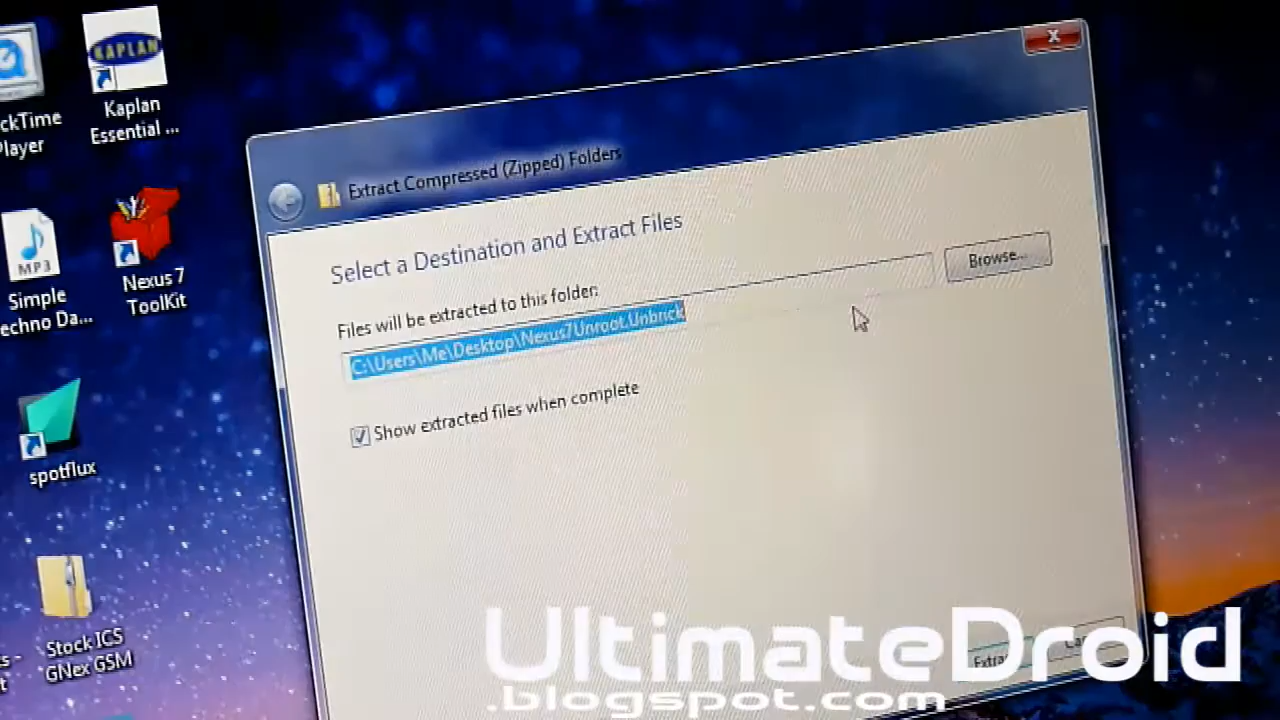 KAPLAN
Kaplan
Essential ...
ckTime
Player
MP3
Simple
echno Da...
Nexus 7
ToolKit
spotflux
Stock ICS
GNex GSM
Extract Compressed (Zipped) Folders
Select a Destination and Extract Files
Files will be extracted to this folder:
C:\Users\Me\Desktop\Nexus7Unroot.Unbrick
Browse...
Show extracted files when complete
UltimateDroid
.blogspot.com